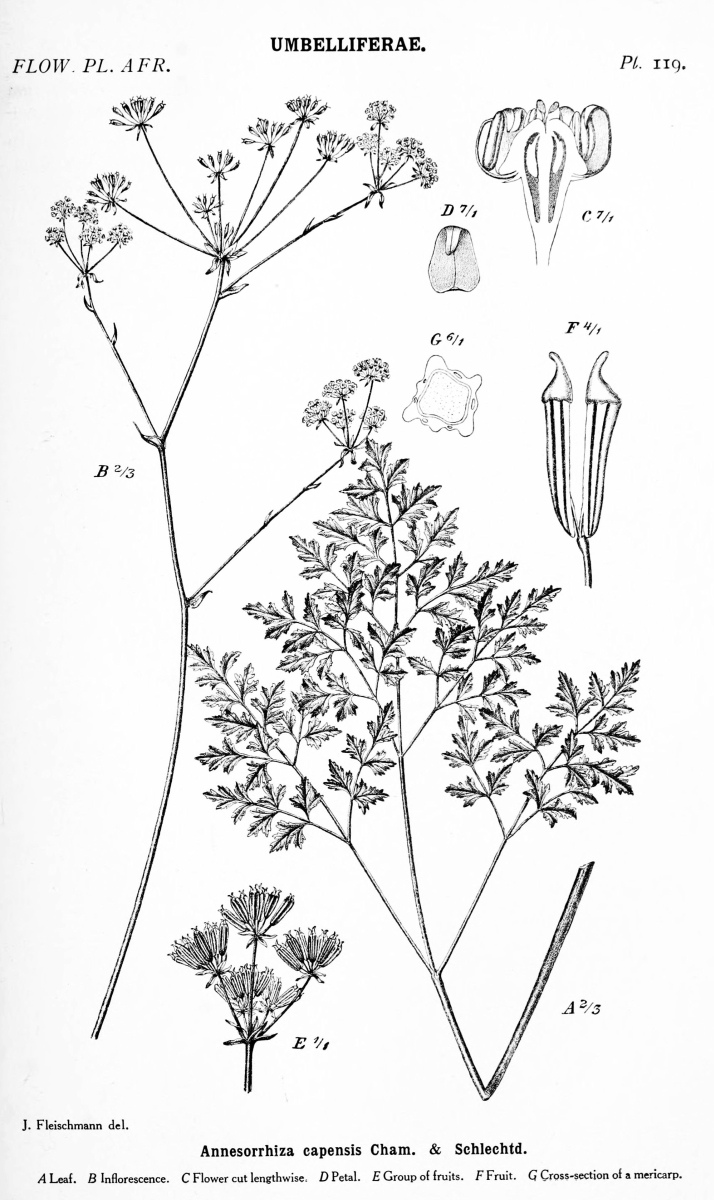 UMBELLIFERAE.
FLOW. PL. AFR.
Pl. 119.
D 7/1
C 7/1
G 6/1
F 4/1
B 2/3
A 2/3
E 1/1
J. Fleischmann del.
Annesorrhiza capensis Cham. & Schlechtd.
A Leaf. B Inflorescence. C Flower cut lengthwise. D Petal. E Group of fruits. F Fruit. G Cross-section of a mericarp.